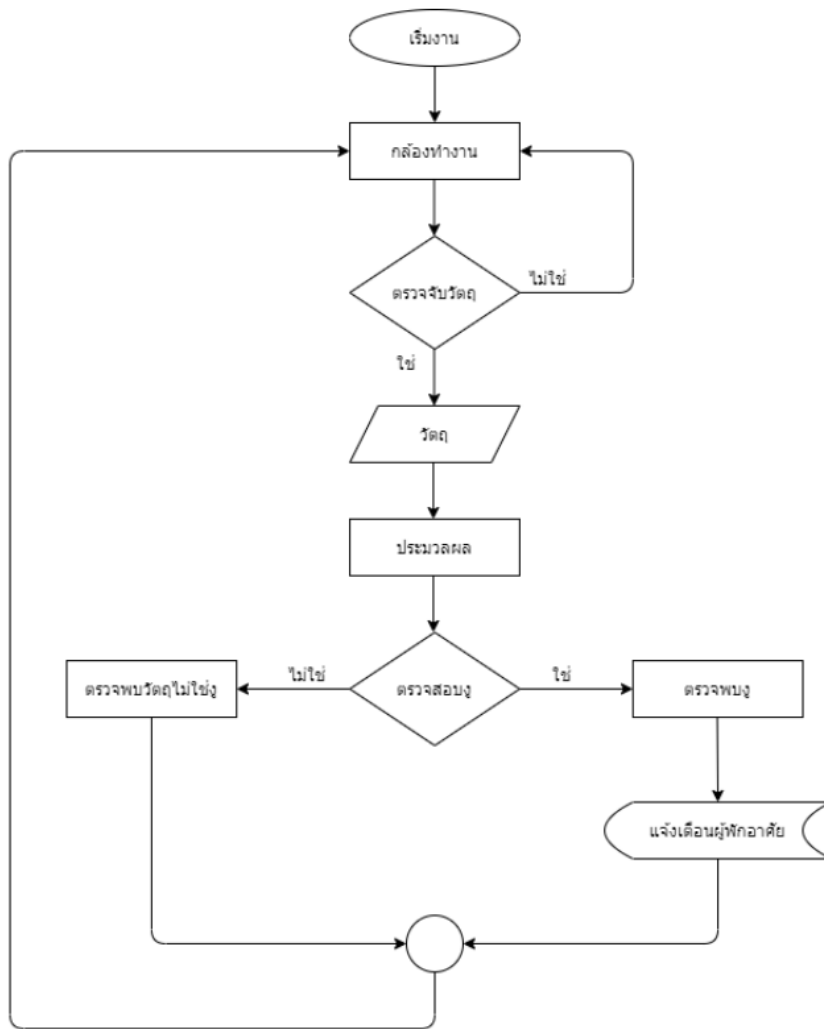 เริ่มงาน
กล้องทำงาน
ตรวจจับวัตถุ
ไม่ใช่
ใช่
วัตถุ
ประมวลผล
ไม่ใช่
ใช่
ตรวจพบวัตถุไม่ใช่งู
ตรวจสอบงู
ตรวจพบงู
แจ้งเตือนผู้พักอาศัย